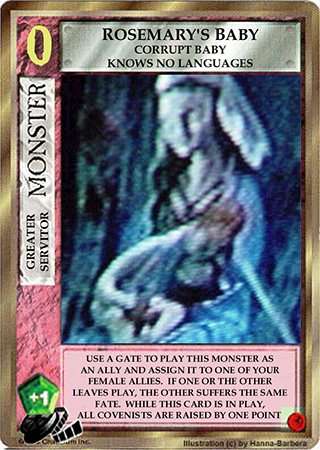 0
ROSEMARY'S BABY
CORRUPT BABY
KNOWS NO LANGUAGES
MONSTER
GREATER
SERVITOR
USE A GATE TO PLAY THIS MONSTER AS
AN ALLY AND ASSIGN IT TO ONE OF YOUR
FEMALE ALLIES. IF ONE OR THE OTHER
LEAVES PLAY, THE OTHER SUFFERS THE SAME
FATE. WHILE THIS CARD IS IN PLAY,
ALL COVENISTS ARE RAISED BY ONE POINT
+1
Inc.
Illustration (c) by Hanna-Barbera